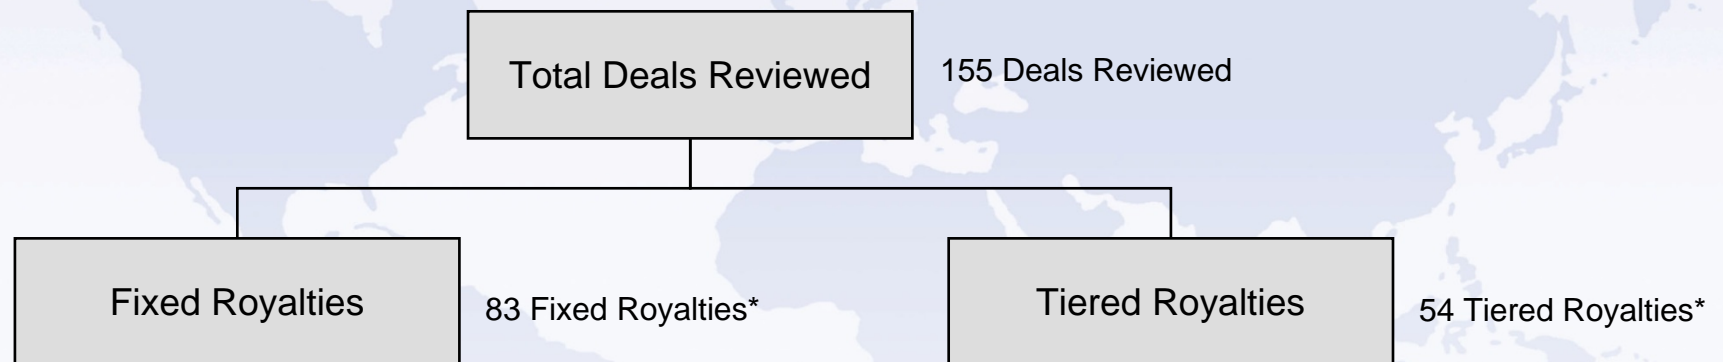 Total Deals Reviewed
155 Deals Reviewed
Fixed Royalties
83 Fixed Royalties*
Tiered Royalties
54 Tiered Royalties*